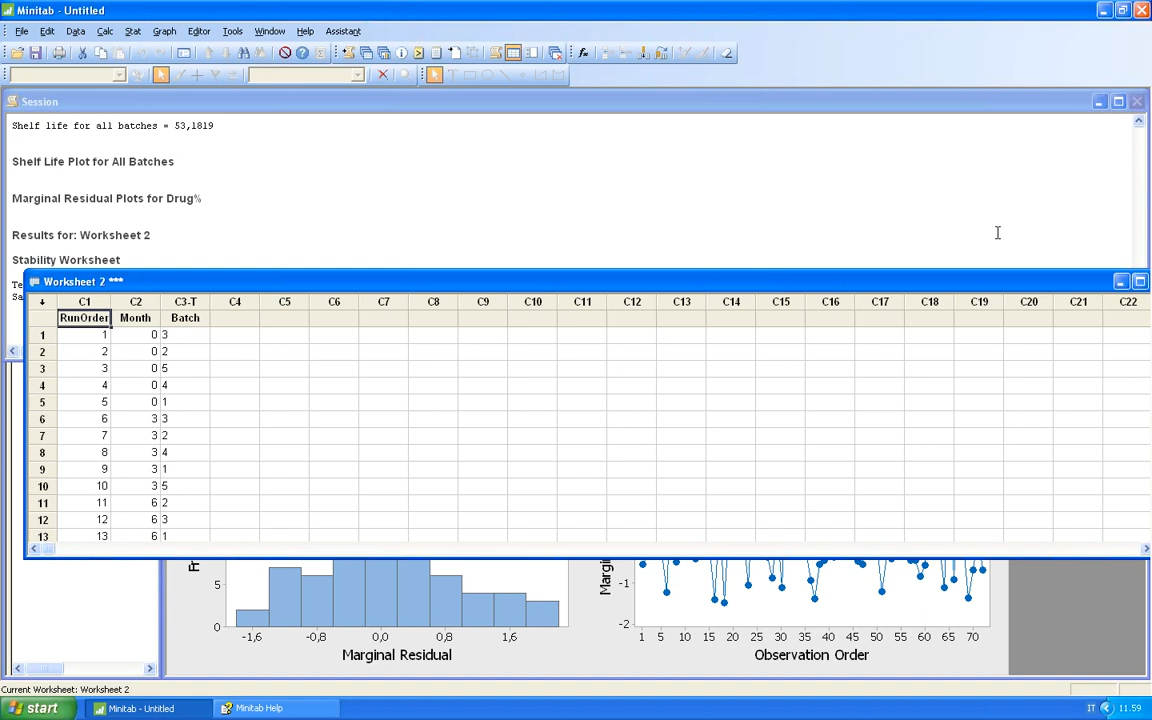 Minitab - Untitled
File Edit Data Calc Stat Graph Editor Tools Window Help Assistant
Session
Shelf life for all batches = 53,1819
Shelf Life Plot for All Batches
Marginal Residual Plots for Drug%
Results for: Worksheet 2
Stability Worksheet
Worksheet 2 ***
C1 C2 C3-T C4 C5 C6 C7 C8 C9 C10 C11 C12 C13 C14 C15 C16 C17 C18 C19 C20 C21 C22
RunOrder Month Batch
1 1 0 3
2 2 0 2
3 3 0 5
4 4 0 4
5 5 0 1
6 6 3 3
7 7 3 2
8 8 3 4
9 9 3 1
10 10 3 5
11 11 6 2
12 12 6 3
13 13 6 1
5
0
-1,6 -0,8 0,0 0,8 1,6
Marginal Residual
-1
-2
1 5 10 15 20 25 30 35 40 45 50 55 60 65 70
Observation Order
Current Worksheet: Worksheet 2
start Minitab - Untitled Minitab Help IT 11.59